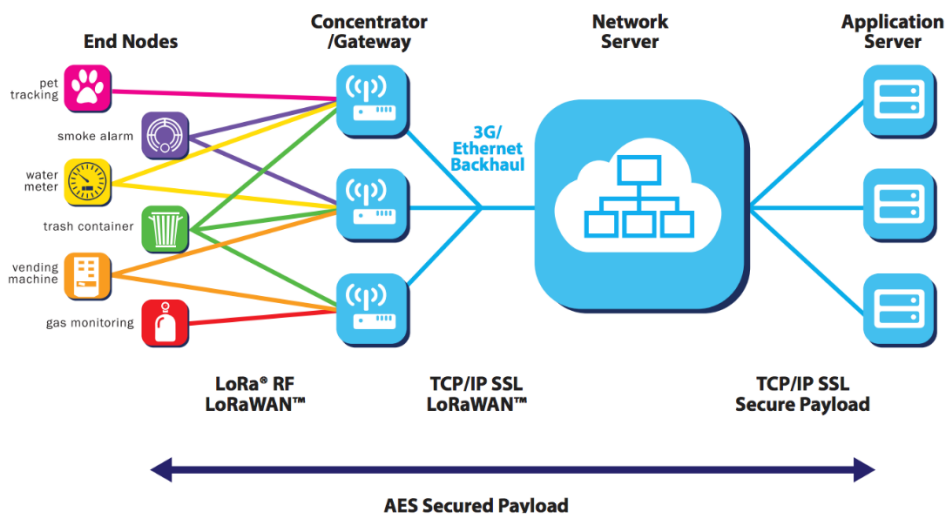 End Nodes
Concentrator
/Gateway
Network
Server
Application
Server
pet
tracking
smoke alarm
water
meter
trash container
vending
machine
gas monitoring
3G/
Ethernet
Backhaul
LoRa® RF
LoRaWAN™
TCP/IP SSL
LoRaWAN™
TCP/IP SSL
Secure Payload
AES Secured Payload